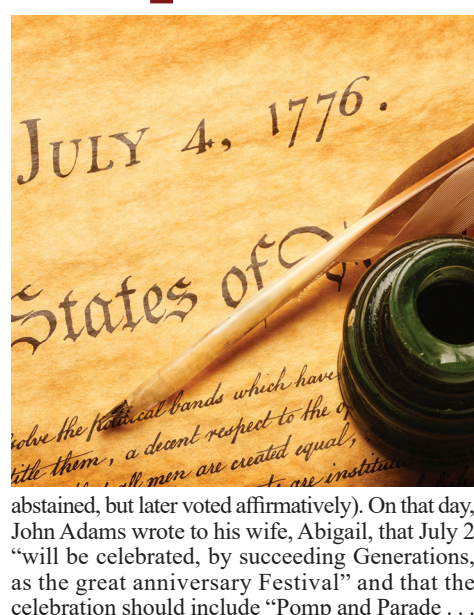 JULY 4, 1776.
States of
solve the political bands which have
title them, a decent respect to the o
all men are created equal,
are institut
abstained, but later voted affirmatively). On that day,
John Adams wrote to his wife, Abigail, that July 2
“will be celebrated, by succeeding Generations,
as the great anniversary Festival” and that the
celebration should include “Pomp and Parade . . .